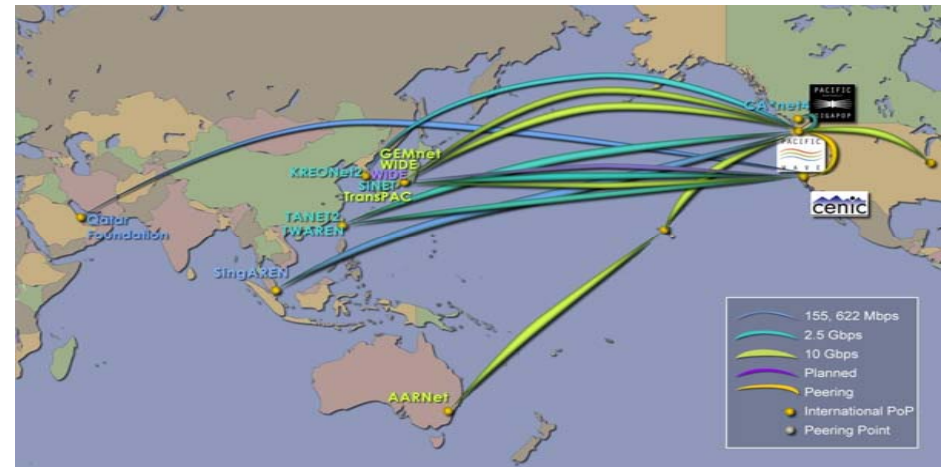 PACIFIC
GIGAPOP
CA*net4
PACIFIC
WAVE
GEMnet
WIDE
KREONet2
WIDE
SINet
TransPAC
cenic
TANET2
TWAREN
Qatar
Foundation
SingAREN
AARNet
155, 622 Mbps
2.5 Gbps
10 Gbps
Planned
Peering
International PoP
Peering Point